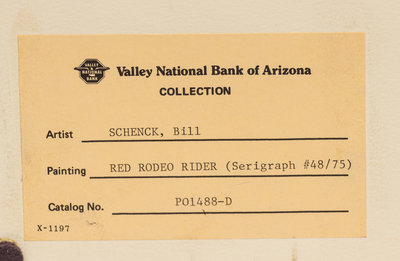 VALLEY
NATIONAL
BANK
Valley National Bank of Arizona
COLLECTION
Artist SCHENCK, Bill
Painting RED RODEO RIDER (Serigraph #48/75)
Catalog No. PO1488-D
X-1197